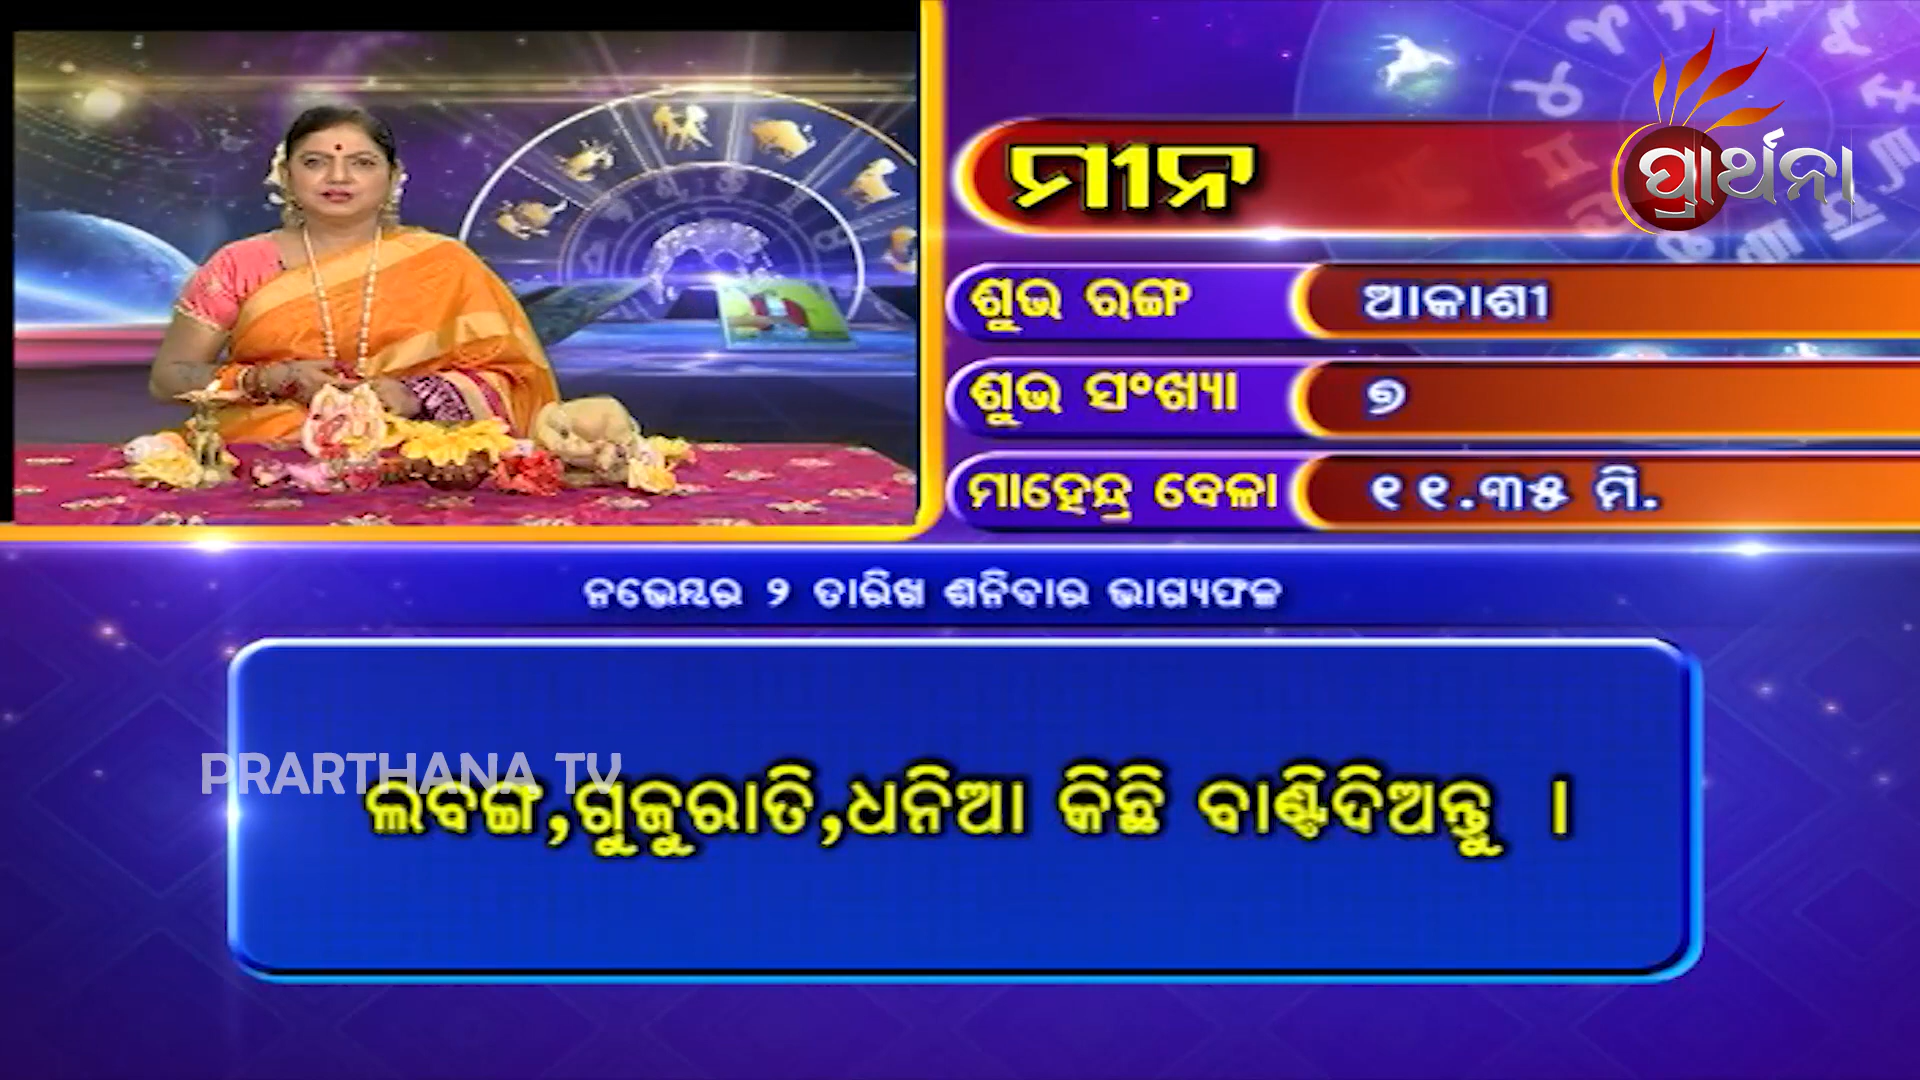 ପ୍ରାର୍ଥନା
ମୀନ
ଶୁଭ ରଙ୍ଗ ଆକାଶୀ
ଶୁଭ ସଂଖ୍ୟା ୭
ମାହେନ୍ଦ୍ର ବେଳା ୧୧.୩୫ ମି.
ନଭେମ୍ବର ୨ ତାରିଖ ଶନିବାର ଭାଗ୍ୟଫଳ
PRARTHANA TV
ଲବଙ୍ଗ,ଗୁଜୁରାତି,ଧନିଆ କିଛି ବାଣ୍ଟିଦିଅନ୍ତୁ ।